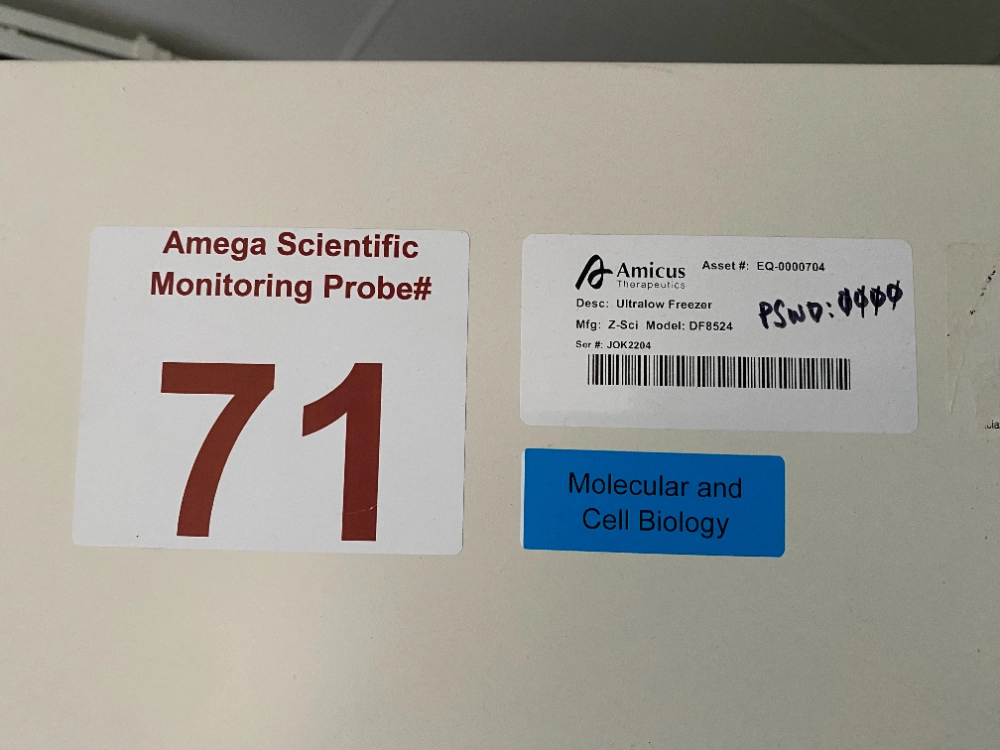 Amega Scientific
Monitoring Probe#
71
Amicus
Therapeutics
Asset #: EQ-0000704
Desc: Ultralow Freezer
Mfg: Z-Sci Model: DF8524
Ser #: JOK2204
PSWD: 0000
Molecular and
Cell Biology